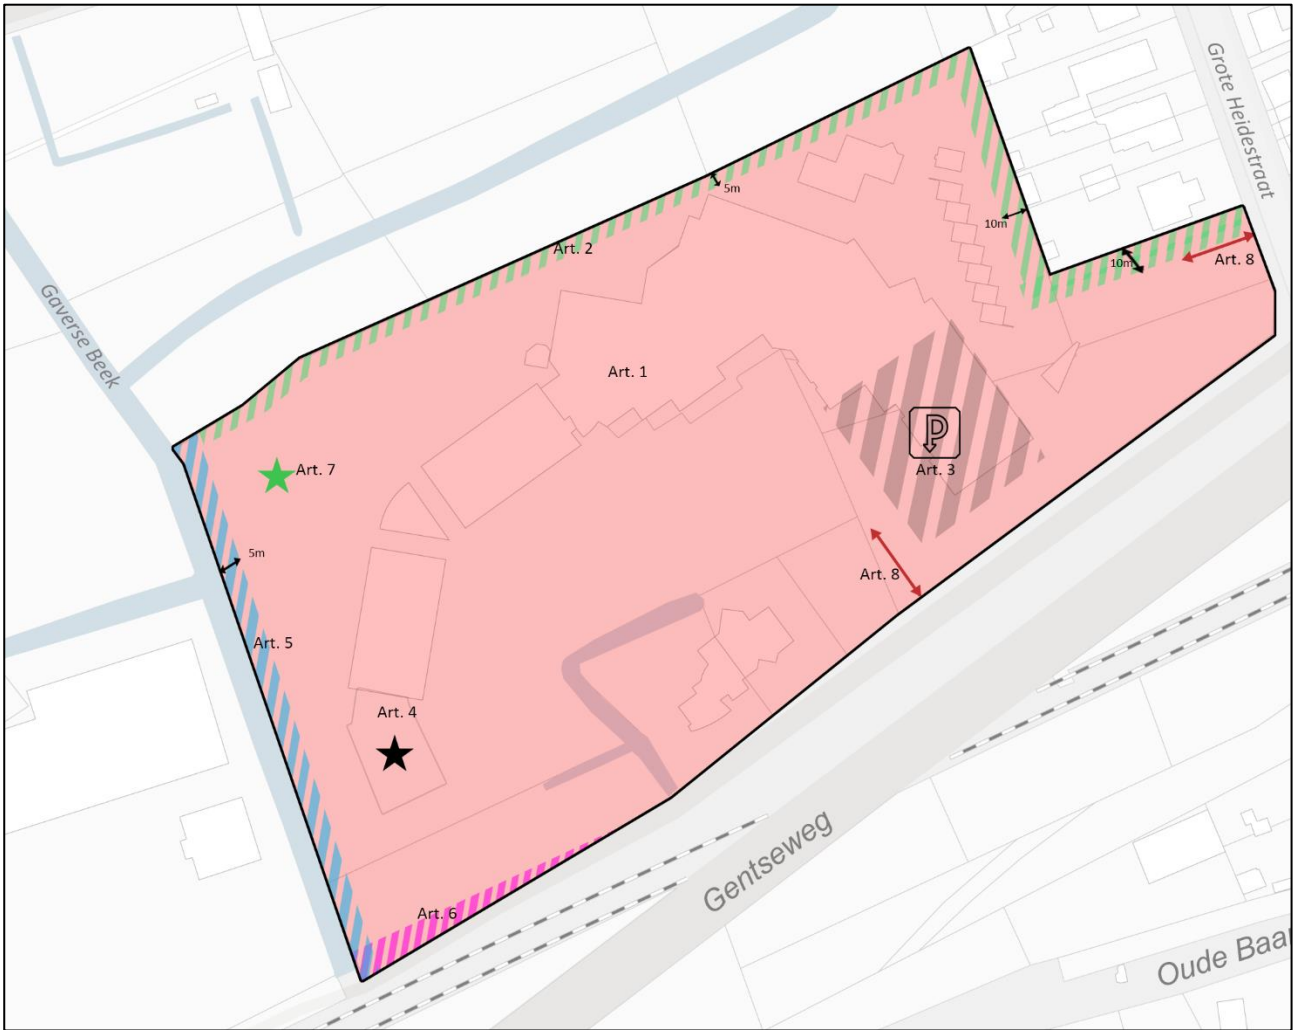 Grote Heidestraat
5m
10m
Art. 2
Art. 8
10m
Gaverse Beek
Art. 1
P
Art. 3
Art. 7
5m
Art. 8
Art. 5
Art. 4
Art. 6
Gentseweg
Oude Baa